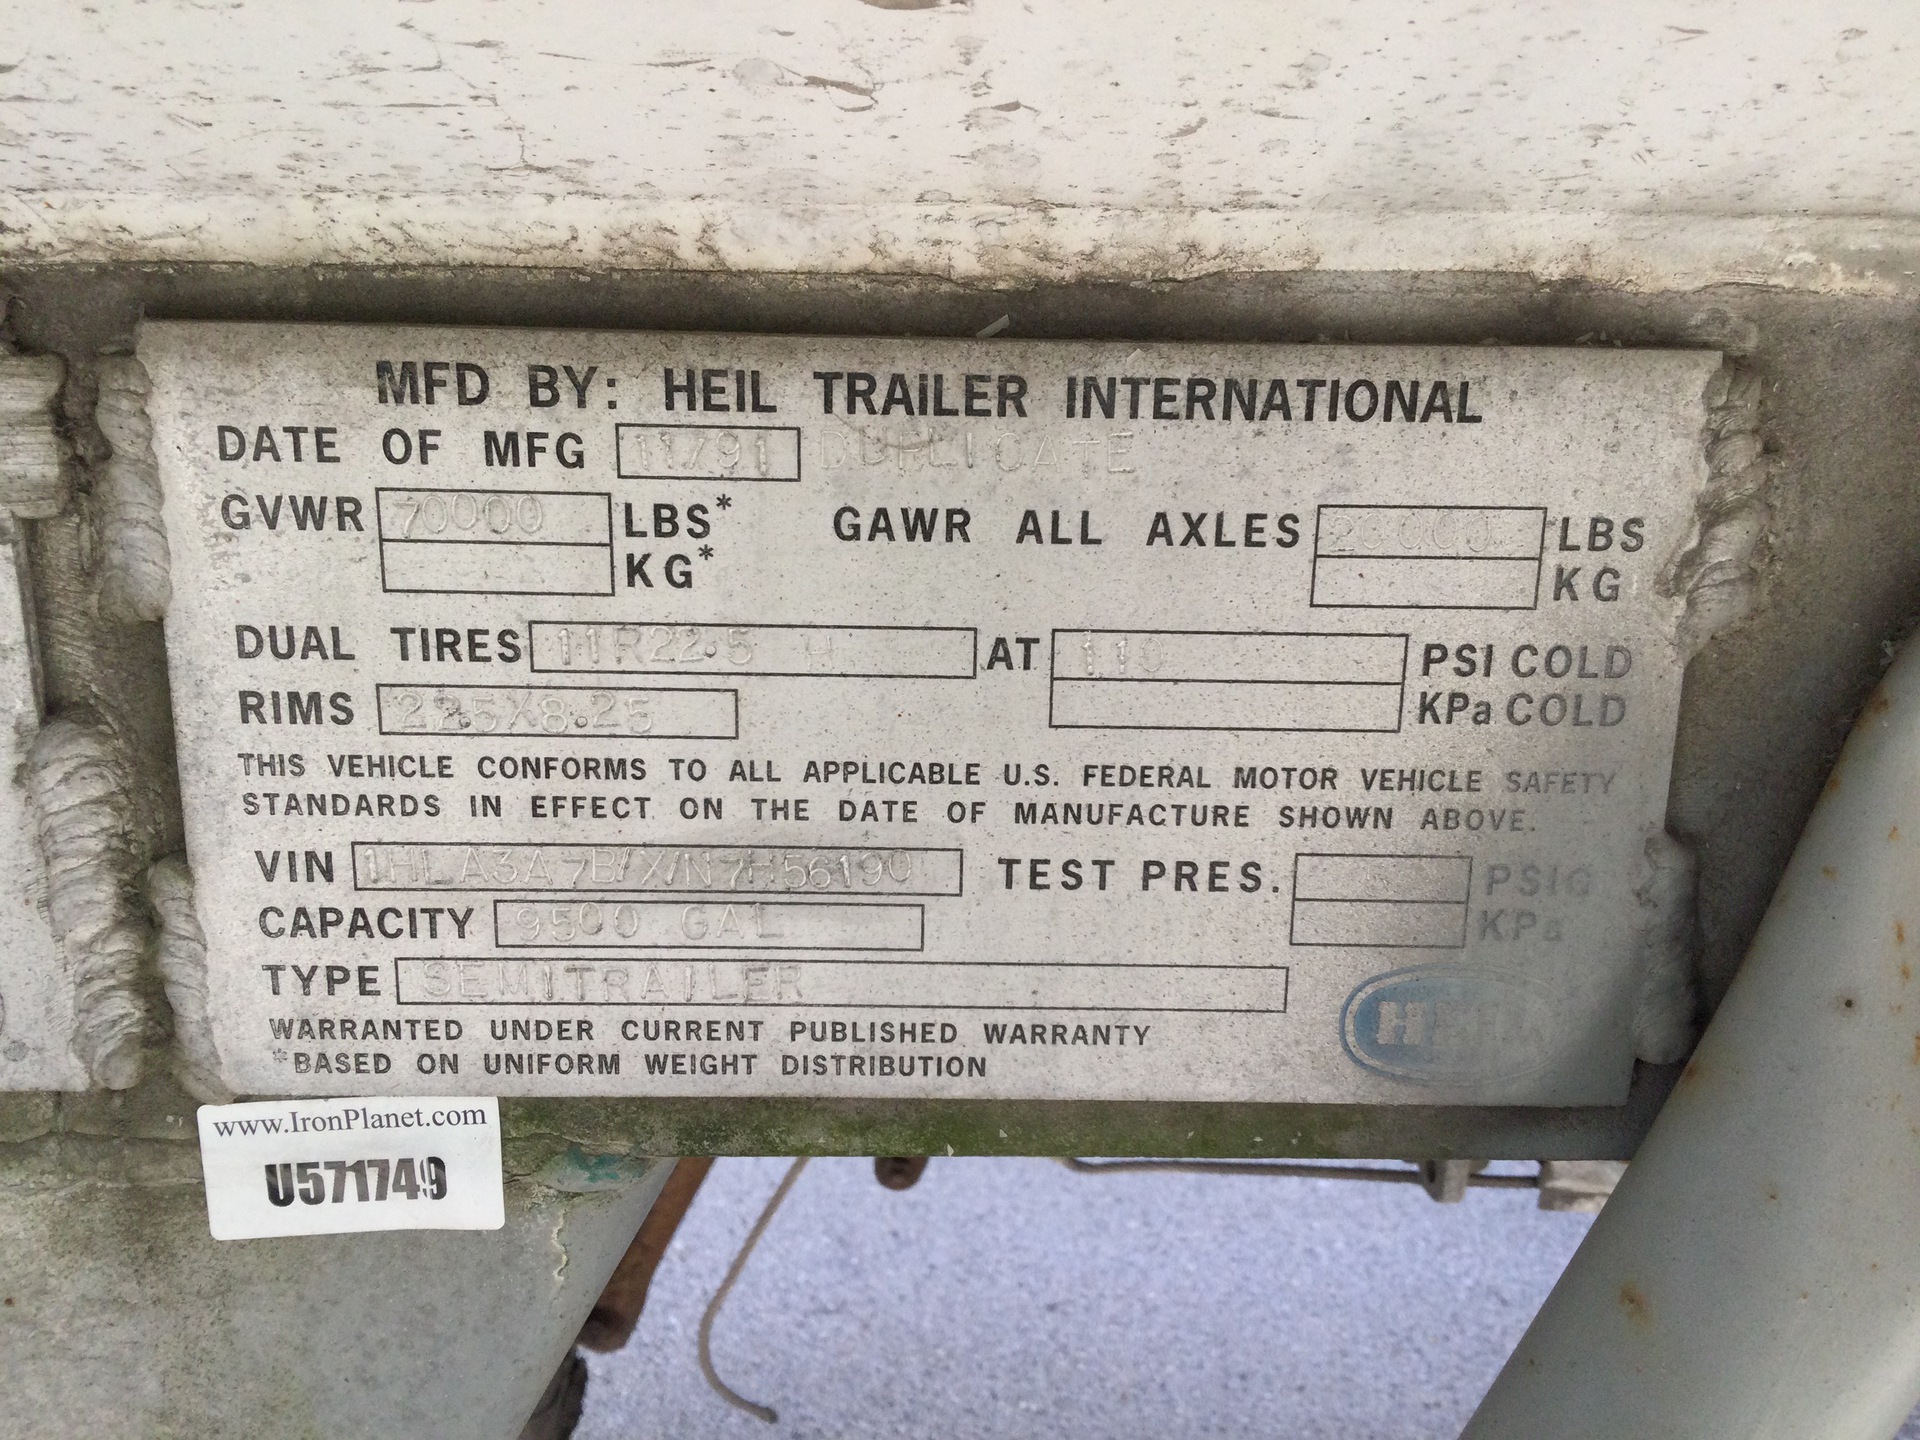 MFD BY: HEIL TRAILER INTERNATIONAL
DATE OF MFG 11/91 DUPLICATE
GVWR 70000 LBS* GAWR ALL AXLES 20000 LBS
KG* KG
DUAL TIRES 11R22.5 H AT 110 PSI COLD
RIMS 22.5X8.25 KPa COLD
THIS VEHICLE CONFORMS TO ALL APPLICABLE U.S. FEDERAL MOTOR VEHICLE SAFETY
STANDARDS IN EFFECT ON THE DATE OF MANUFACTURE SHOWN ABOVE.
VIN 1HLA3A7B/X/N7H56190 TEST PRES. PSIG
CAPACITY 9500 GAL KPa
TYPE SEMITRAILER
HEIL
WARRANTED UNDER CURRENT PUBLISHED WARRANTY
*BASED ON UNIFORM WEIGHT DISTRIBUTION
www.IronPlanet.com
U571749